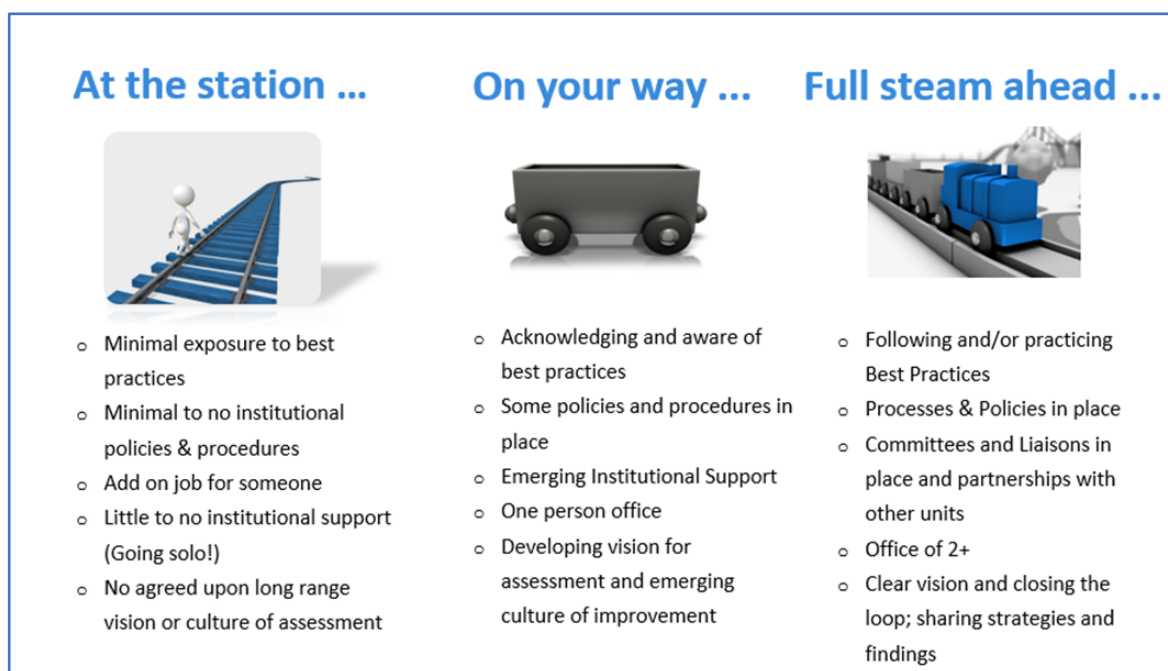 At the station ...
○ Minimal exposure to best
practices
○ Minimal to no institutional
policies & procedures
○ Add on job for someone
○ Little to no institutional support
(Going solo!)
○ No agreed upon long range
vision or culture of assessment
On your way ...
○ Acknowledging and aware of
best practices
○ Some policies and procedures in
place
○ Emerging Institutional Support
○ One person office
○ Developing vision for
assessment and emerging
culture of improvement
Full steam ahead ...
○ Following and/or practicing
Best Practices
○ Processes & Policies in place
○ Committees and Liaisons in
place and partnerships with
other units
○ Office of 2+
○ Clear vision and closing the
loop; sharing strategies and
findings